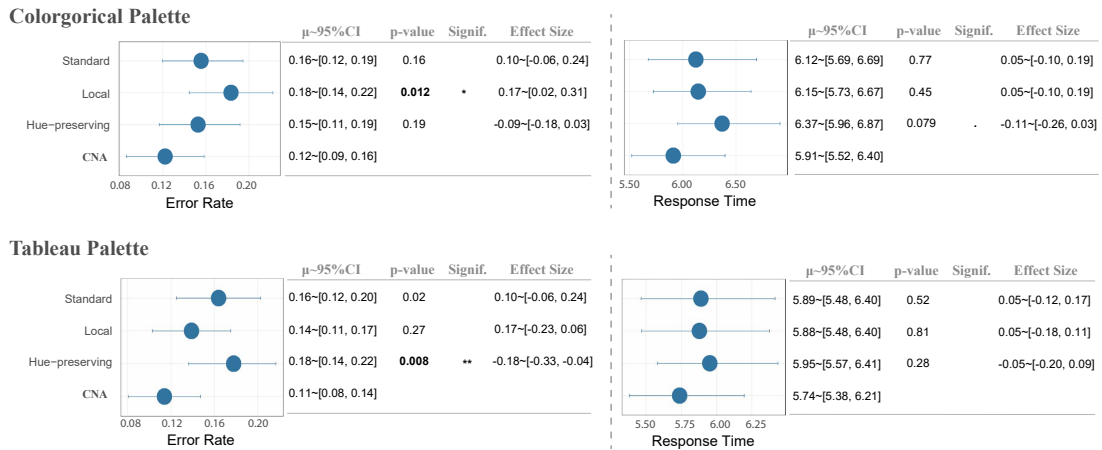 Colorgorical Palette
μ~95%CI p-value Signif. Effect Size
Standard 0.16~[0.12, 0.19] 0.16 0.10~[-0.06, 0.24]
Local 0.18~[0.14, 0.22] 0.012 * 0.17~[0.02, 0.31]
Hue-preserving 0.15~[0.11, 0.19] 0.19 -0.09~[-0.18, 0.03]
CNA 0.12~[0.09, 0.16]
0.08 0.12 0.16 0.20
Error Rate
μ~95%CI p-value Signif. Effect Size
6.12~[5.69, 6.69] 0.77 0.05~[-0.10, 0.19]
6.15~[5.73, 6.67] 0.45 0.05~[-0.10, 0.19]
6.37~[5.96, 6.87] 0.079 . -0.11~[-0.26, 0.03]
5.91~[5.52, 6.40]
5.50 6.00 6.50
Response Time
Tableau Palette
μ~95%CI p-value Signif. Effect Size
Standard 0.16~[0.12, 0.20] 0.02 0.10~[-0.06, 0.24]
Local 0.14~[0.11, 0.17] 0.27 0.17~[-0.23, 0.06]
Hue-preserving 0.18~[0.14, 0.22] 0.008 ** -0.18~[-0.33, -0.04]
CNA 0.11~[0.08, 0.14]
0.08 0.12 0.16 0.20
Error Rate
μ~95%CI p-value Signif. Effect Size
5.89~[5.48, 6.40] 0.52 0.05~[-0.12, 0.17]
5.88~[5.48, 6.40] 0.81 0.05~[-0.18, 0.11]
5.95~[5.57, 6.41] 0.28 -0.05~[-0.20, 0.09]
5.74~[5.38, 6.21]
5.50 5.75 6.00 6.25
Response Time